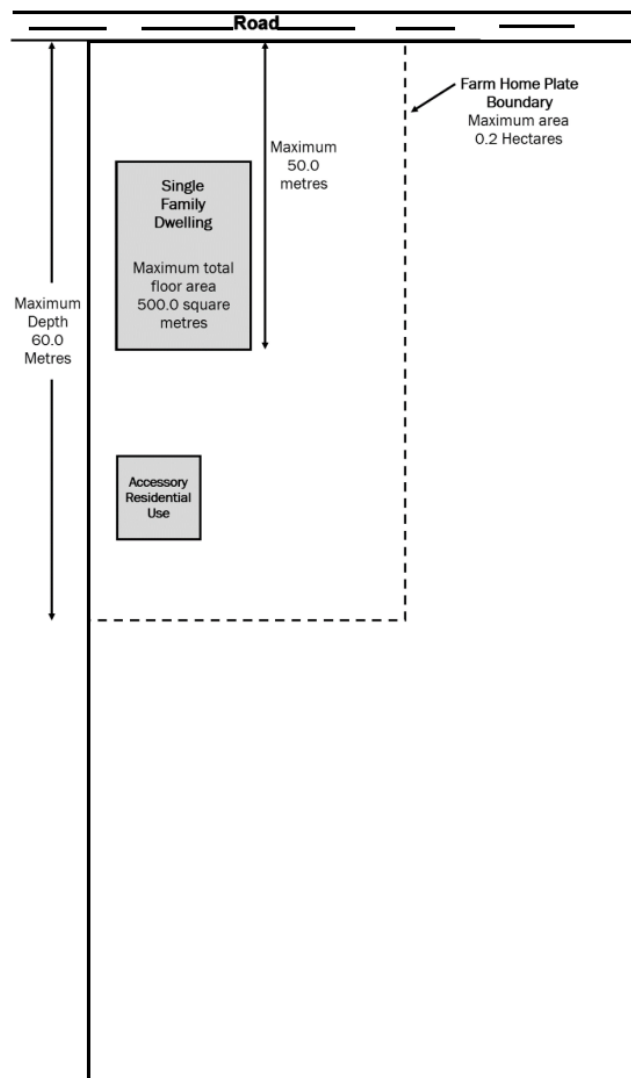 Road
Farm Home Plate
Boundary
Maximum area
0.2 Hectares
Maximum
50.0
metres
Single
Family
Dwelling
Maximum total
floor area
500.0 square
metres
Maximum
Depth
60.0
Metres
Accessory
Residential
Use